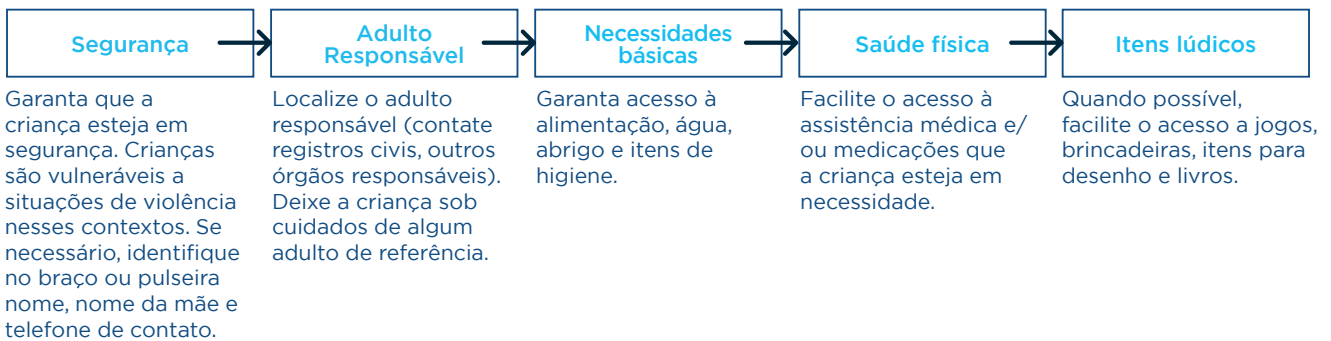 Segurança
Garanta que a
criança esteja em
segurança. Crianças
são vulneráveis a
situações de violência
nesses contextos. Se
necessário, identifique
no braço ou pulseira
nome, nome da mãe e
telefone de contato.
Adulto
Responsável
Localize o adulto
responsável (contate
registros civis, outros
órgãos responsáveis).
Deixe a criança sob
cuidados de algum
adulto de referência.
Necessidades
básicas
Garanta acesso à
alimentação, água,
abrigo e itens de
higiene.
Saúde física
Facilite o acesso à
assistência médica e/
ou medicações que
a criança esteja em
necessidade.
Itens lúdicos
Quando possível,
facilite o acesso a jogos,
brincadeiras, itens para
desenho e livros.